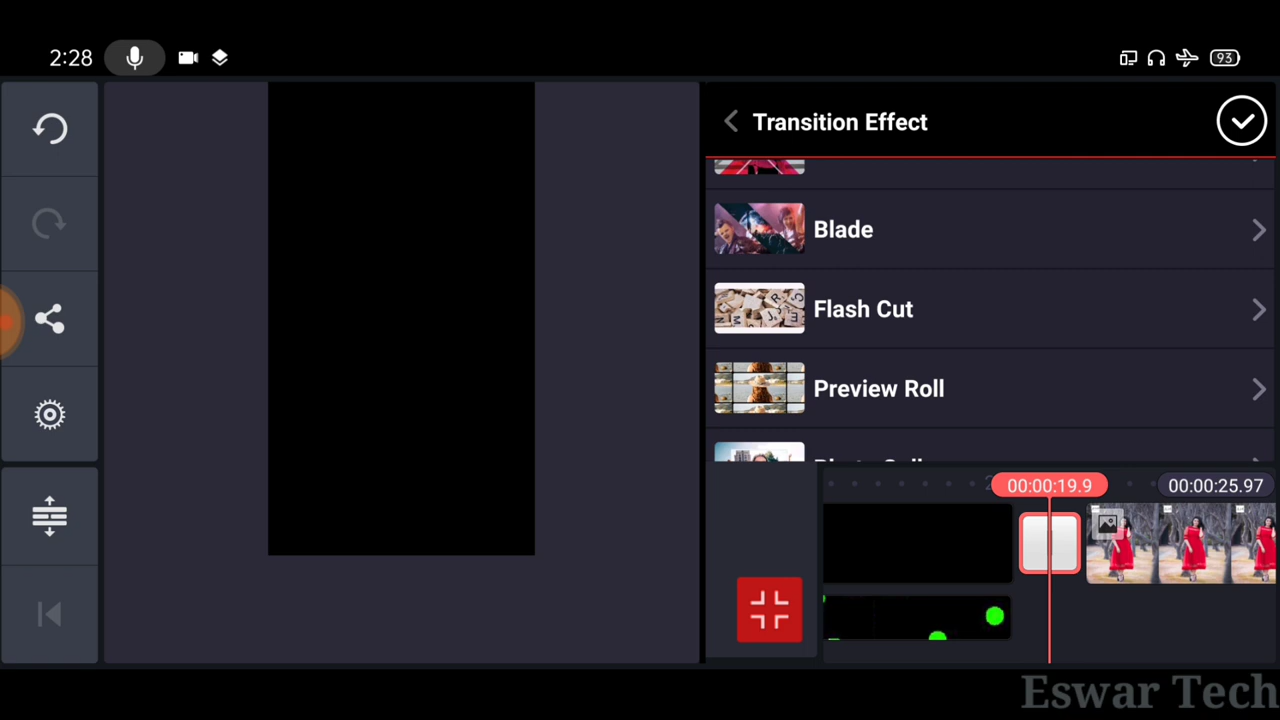 2:28
93
Transition Effect
Blade
Flash Cut
Preview Roll
00:00:19.9
00:00:25.97
Eswar Tech